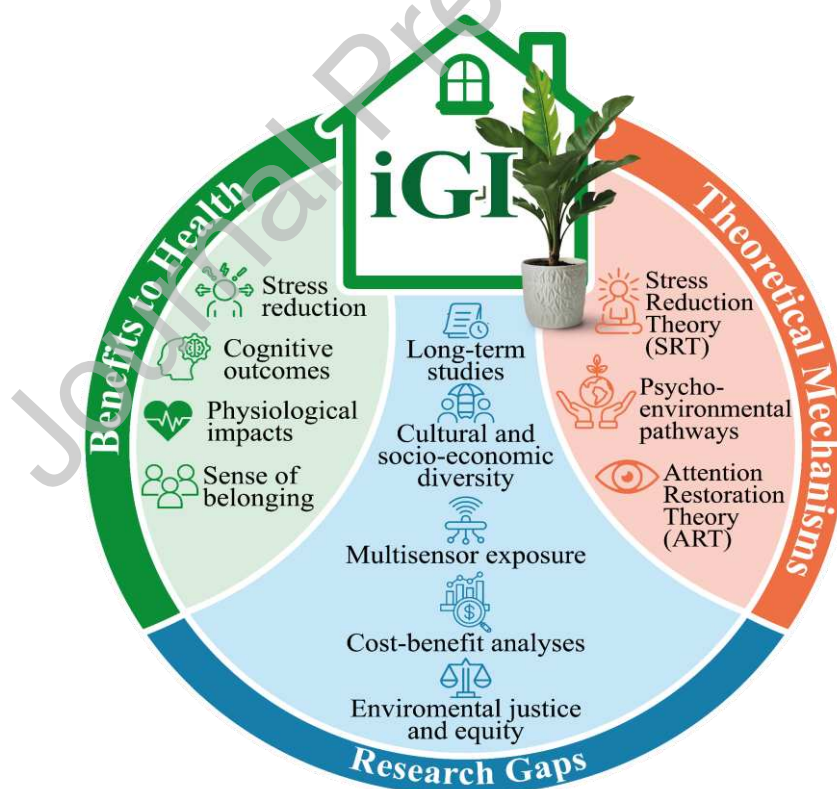 Journal Pre
iGI
Benefits to Health
Stress
reduction
Cognitive
outcomes
Physiological
impacts
Sense of
belonging
Long-term
studies
Cultural and
socio-economic
diversity
Multisensor exposure
Cost-benefit analyses
Enviromental justice
and equity
Research Gaps
Theoretical Mechanisms
Stress
Reduction
Theory
(SRT)
Psycho-
environmental
pathways
Attention
Restoration
Theory
(ART)